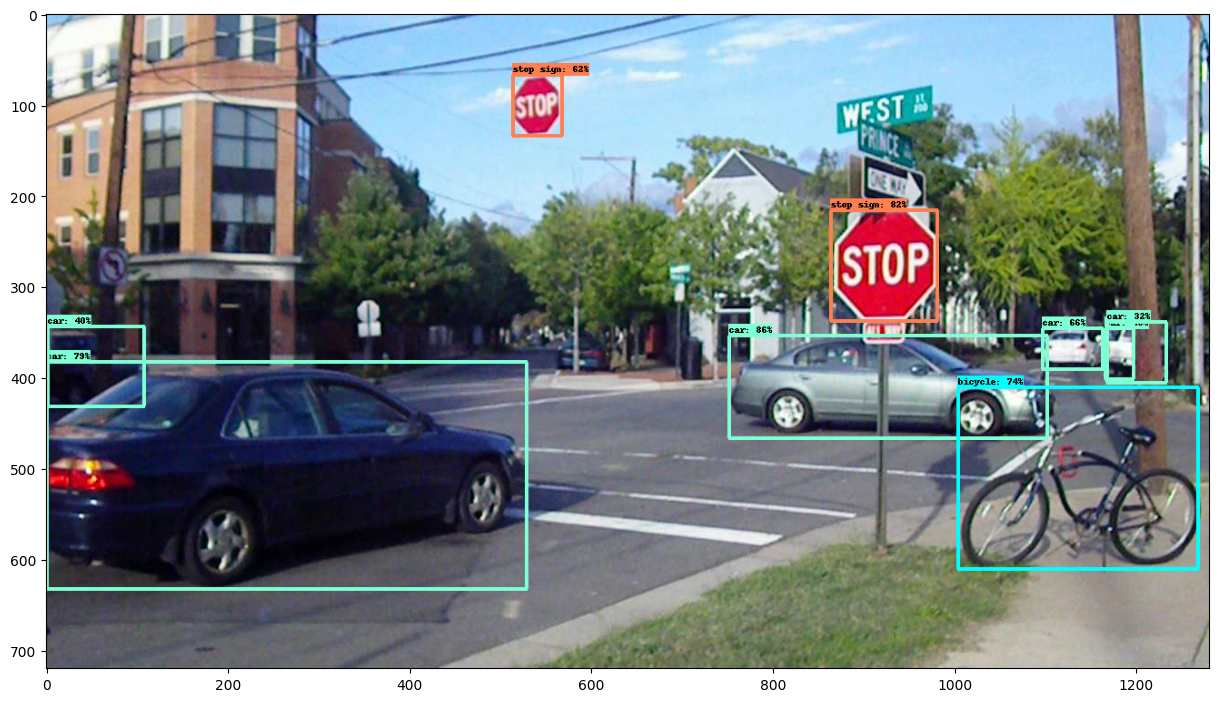 0
100
200
300
400
500
600
700
stop sign: 62%
STOP
WEST ST
200
PRINCE
ONE WAY
stop sign: 82%
STOP
car: 40%
car: 79%
car: 86%
car: 66%
car: 32%
bicycle: 74%
0
200
400
600
800
1000
1200